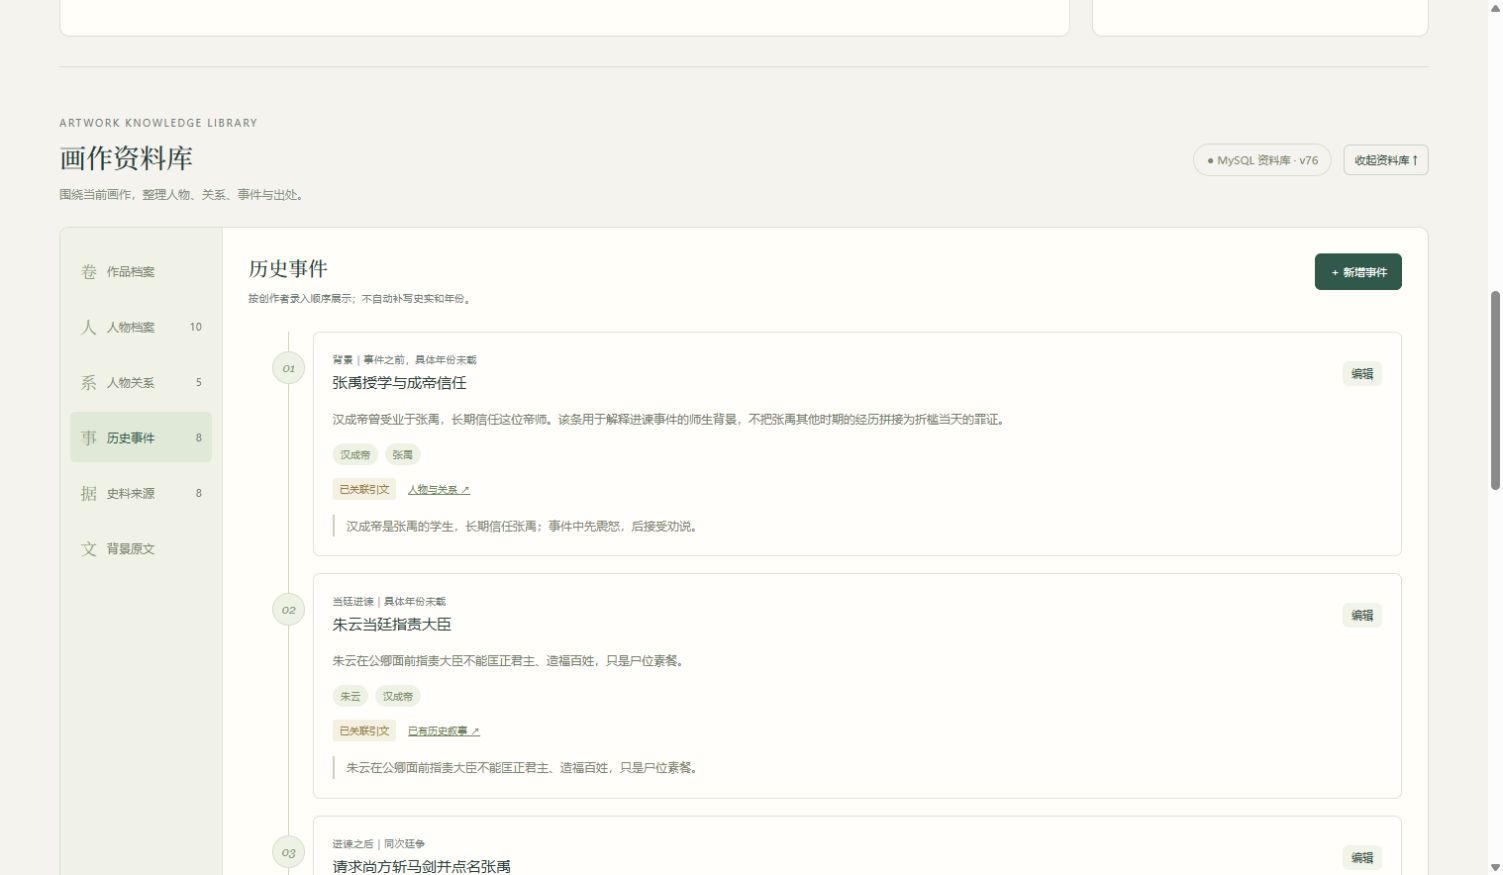 ARTWORK KNOWLEDGE LIBRARY
画作资料库
围绕当前画作，整理人物、关系、事件与出处。
● MySQL 资料库 · v76
收起资料库 ↑
卷 作品档案
人 人物档案 10
系 人物关系 5
事 历史事件 8
据 史料来源 8
文 背景原文
历史事件
按创作者录入顺序展示；不自动补写史实和年份。
+ 新增事件
01
背景 | 事件之前，具体年份未载
张禹授学与成帝信任
编辑
汉成帝曾受业于张禹，长期信任这位帝师。该条用于解释进谏事件的师生背景，不把张禹其他时期的经历拼接为折槛当天的罪证。
汉成帝 张禹
已关联引文 人物与关系 ↗
汉成帝是张禹的学生，长期信任张禹；事件中先震怒，后接受劝说。
02
当廷进谏 | 具体年份未载
朱云当廷指责大臣
编辑
朱云在公卿面前指责大臣不能匡正君主、造福百姓，只是尸位素餐。
朱云 汉成帝
已关联引文 已有历史叙事 ↗
朱云在公卿面前指责大臣不能匡正君主、造福百姓，只是尸位素餐。
03
进谏之后 | 同次廷争
请求尚方斩马剑并点名张禹
编辑